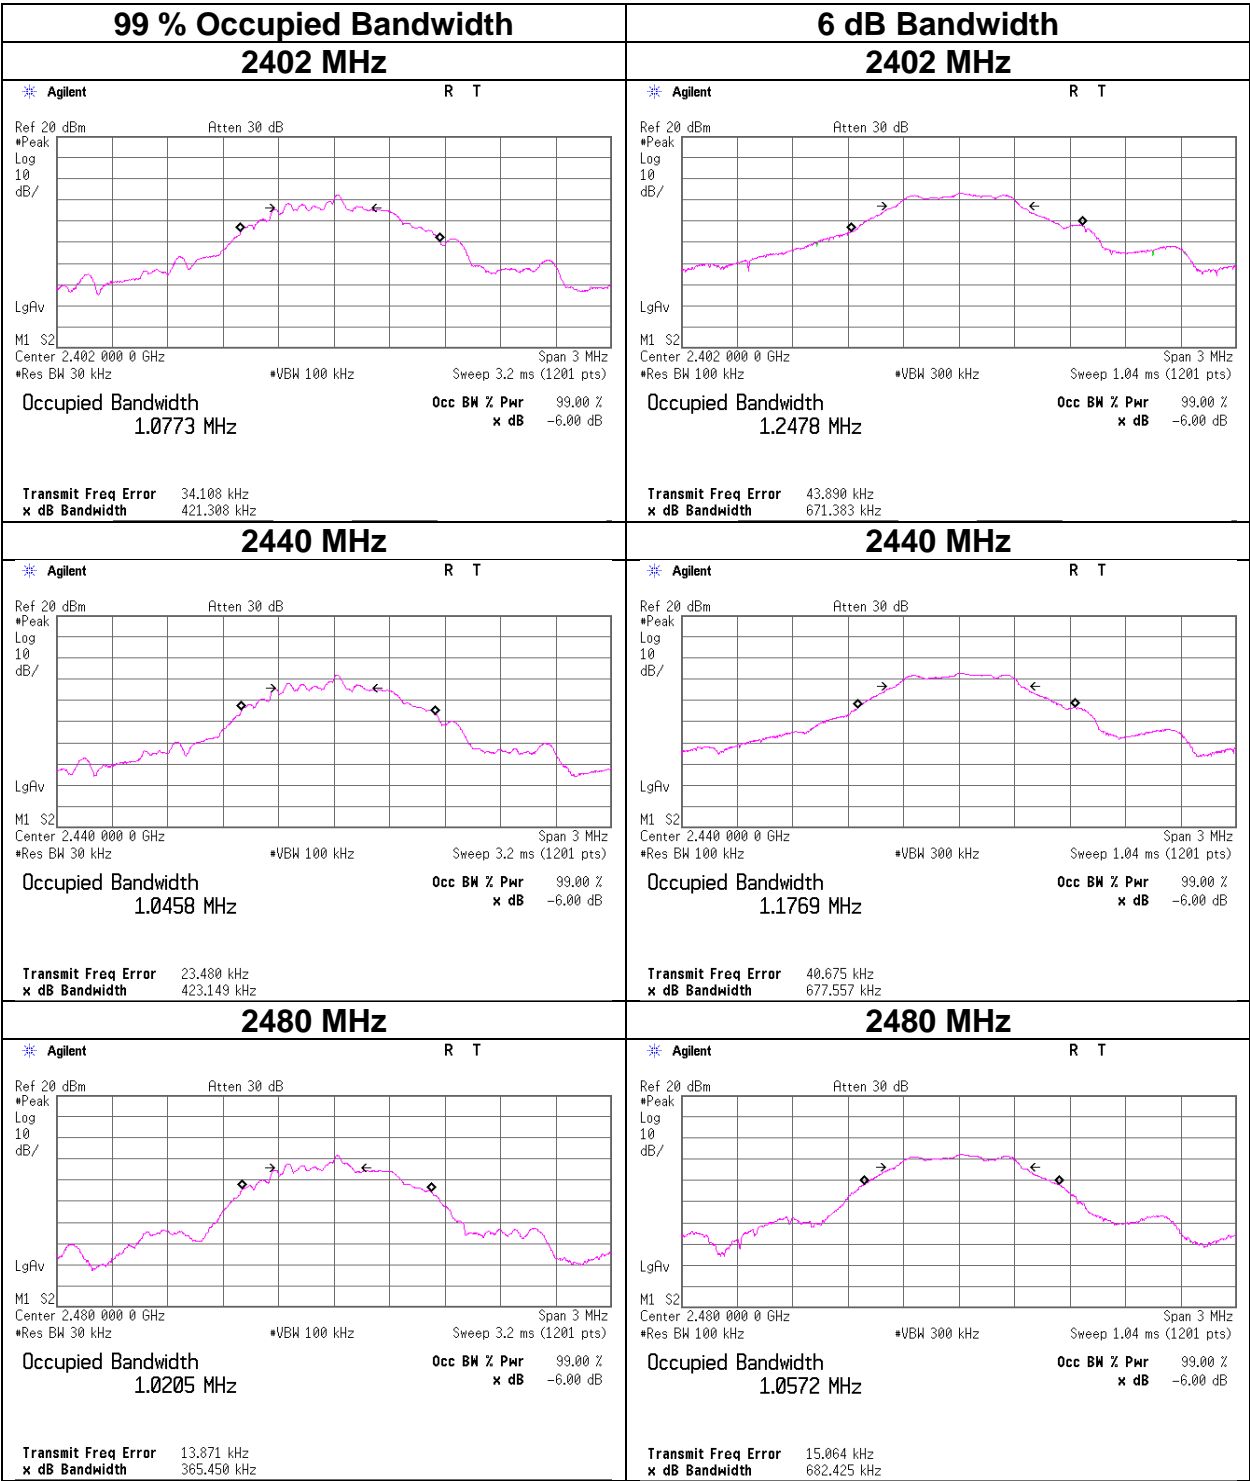 99 % Occupied Bandwidth
6 dB Bandwidth
2402 MHz
2402 MHz
Agilent R T
Ref 20 dBm Atten 30 dB
#Peak
Log
10
dB/
LgAv
M1 S2
Center 2.402 000 0 GHz Span 3 MHz
#Res BW 30 kHz #VBW 100 kHz Sweep 3.2 ms (1201 pts)
Occupied Bandwidth Occ BW % Pwr 99.00 %
1.0773 MHz x dB -6.00 dB
Transmit Freq Error 34.108 kHz
x dB Bandwidth 421.308 kHz
Agilent R T
Ref 20 dBm Atten 30 dB
#Peak
Log
10
dB/
LgAv
M1 S2
Center 2.402 000 0 GHz Span 3 MHz
#Res BW 100 kHz #VBW 300 kHz Sweep 1.04 ms (1201 pts)
Occupied Bandwidth Occ BW % Pwr 99.00 %
1.2478 MHz x dB -6.00 dB
Transmit Freq Error 43.890 kHz
x dB Bandwidth 671.383 kHz
2440 MHz
2440 MHz
Agilent R T
Ref 20 dBm Atten 30 dB
#Peak
Log
10
dB/
LgAv
M1 S2
Center 2.440 000 0 GHz Span 3 MHz
#Res BW 30 kHz #VBW 100 kHz Sweep 3.2 ms (1201 pts)
Occupied Bandwidth Occ BW % Pwr 99.00 %
1.0458 MHz x dB -6.00 dB
Transmit Freq Error 23.480 kHz
x dB Bandwidth 423.149 kHz
Agilent R T
Ref 20 dBm Atten 30 dB
#Peak
Log
10
dB/
LgAv
M1 S2
Center 2.440 000 0 GHz Span 3 MHz
#Res BW 100 kHz #VBW 300 kHz Sweep 1.04 ms (1201 pts)
Occupied Bandwidth Occ BW % Pwr 99.00 %
1.1769 MHz x dB -6.00 dB
Transmit Freq Error 40.675 kHz
x dB Bandwidth 677.557 kHz
2480 MHz
2480 MHz
Agilent R T
Ref 20 dBm Atten 30 dB
#Peak
Log
10
dB/
LgAv
M1 S2
Center 2.480 000 0 GHz Span 3 MHz
#Res BW 30 kHz #VBW 100 kHz Sweep 3.2 ms (1201 pts)
Occupied Bandwidth Occ BW % Pwr 99.00 %
1.0205 MHz x dB -6.00 dB
Transmit Freq Error 13.871 kHz
x dB Bandwidth 365.450 kHz
Agilent R T
Ref 20 dBm Atten 30 dB
#Peak
Log
10
dB/
LgAv
M1 S2
Center 2.480 000 0 GHz Span 3 MHz
#Res BW 100 kHz #VBW 300 kHz Sweep 1.04 ms (1201 pts)
Occupied Bandwidth Occ BW % Pwr 99.00 %
1.0572 MHz x dB -6.00 dB
Transmit Freq Error 15.064 kHz
x dB Bandwidth 682.425 kHz